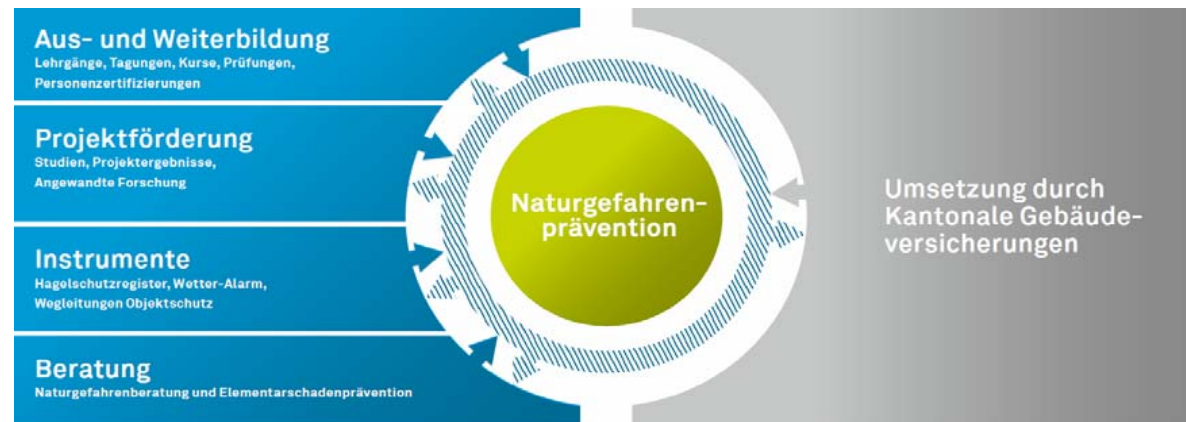 Aus- und Weiterbildung
Lehrgänge, Tagungen, Kurse, Prüfungen,
Personenzertifizierungen
Projektförderung
Studien, Projektergebnisse,
Angewandte Forschung
Instrumente
Hagelschutzregister, Wetter-Alarm,
Wegleitungen Objektschutz
Beratung
Naturgefahrenberatung und Elementarschadenprävention
Naturgefahren-
prävention
Umsetzung durch
Kantonale Gebäude-
versicherungen